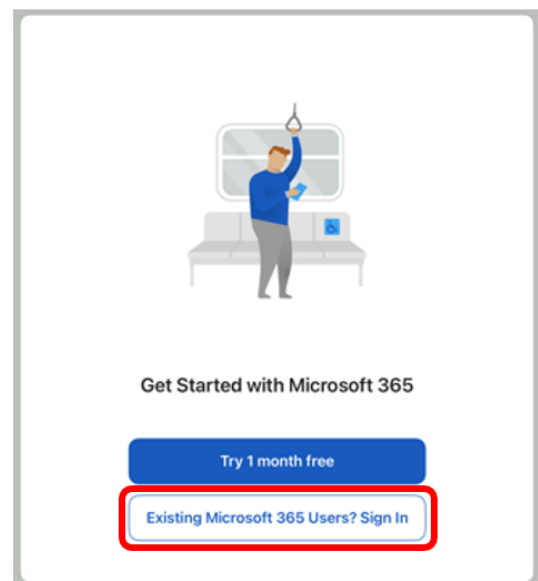 Get Started with Microsoft 365
Try 1 month free
Existing Microsoft 365 Users? Sign In